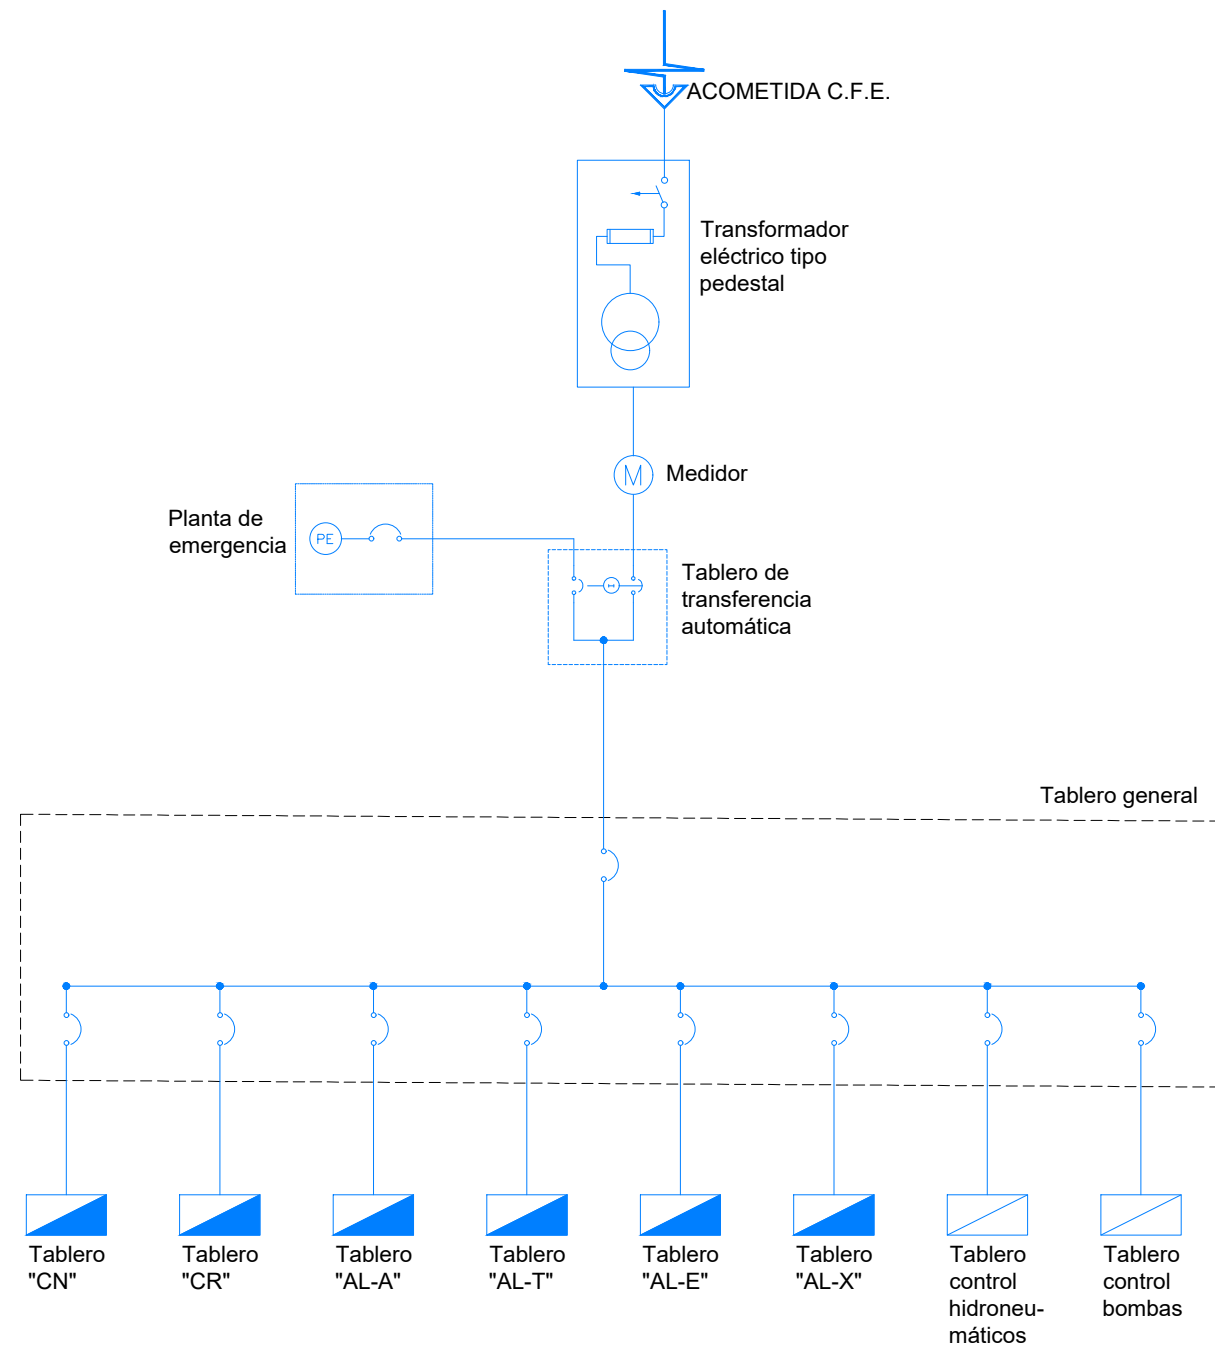 ACOMETIDA C.F.E.
Transformador
eléctrico tipo
pedestal
M
Medidor
Planta de
emergencia
PE
Tablero de
transferencia
automática
Tablero general
Tablero
"CN"
Tablero
"CR"
Tablero
"AL-A"
Tablero
"AL-T"
Tablero
"AL-E"
Tablero
"AL-X"
Tablero
control
hidroneu-
máticos
Tablero
control
bombas